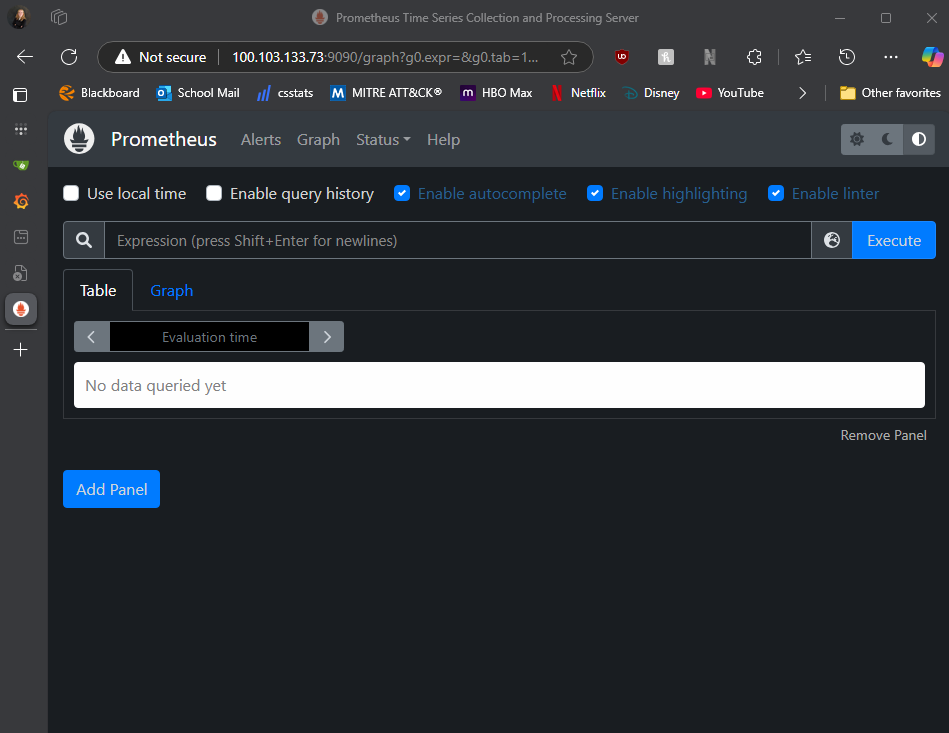 Prometheus Time Series Collection and Processing Server
Not secure 100.103.133.73:9090/graph?g0.expr=&g0.tab=1...
Blackboard School Mail csstats MITRE ATT&CK® HBO Max Netflix Disney YouTube Other favorites
Prometheus Alerts Graph Status Help
Use local time Enable query history Enable autocomplete Enable highlighting Enable linter
Expression (press Shift+Enter for newlines) Execute
Table Graph
Evaluation time
No data queried yet
Remove Panel
Add Panel